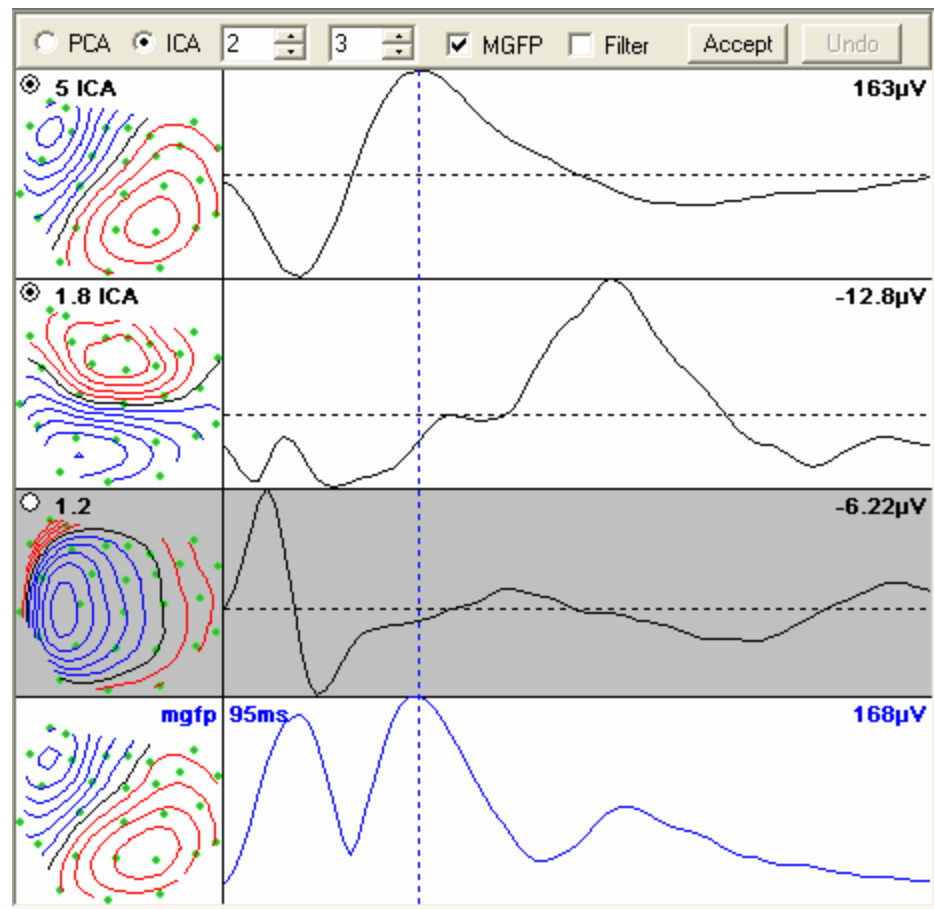 PCA ICA 2 3 MGFP Filter Accept Undo
5 ICA 163µV
1.8 ICA -12.8µV
1.2 -6.22µV
mgfp 95ms 168µV